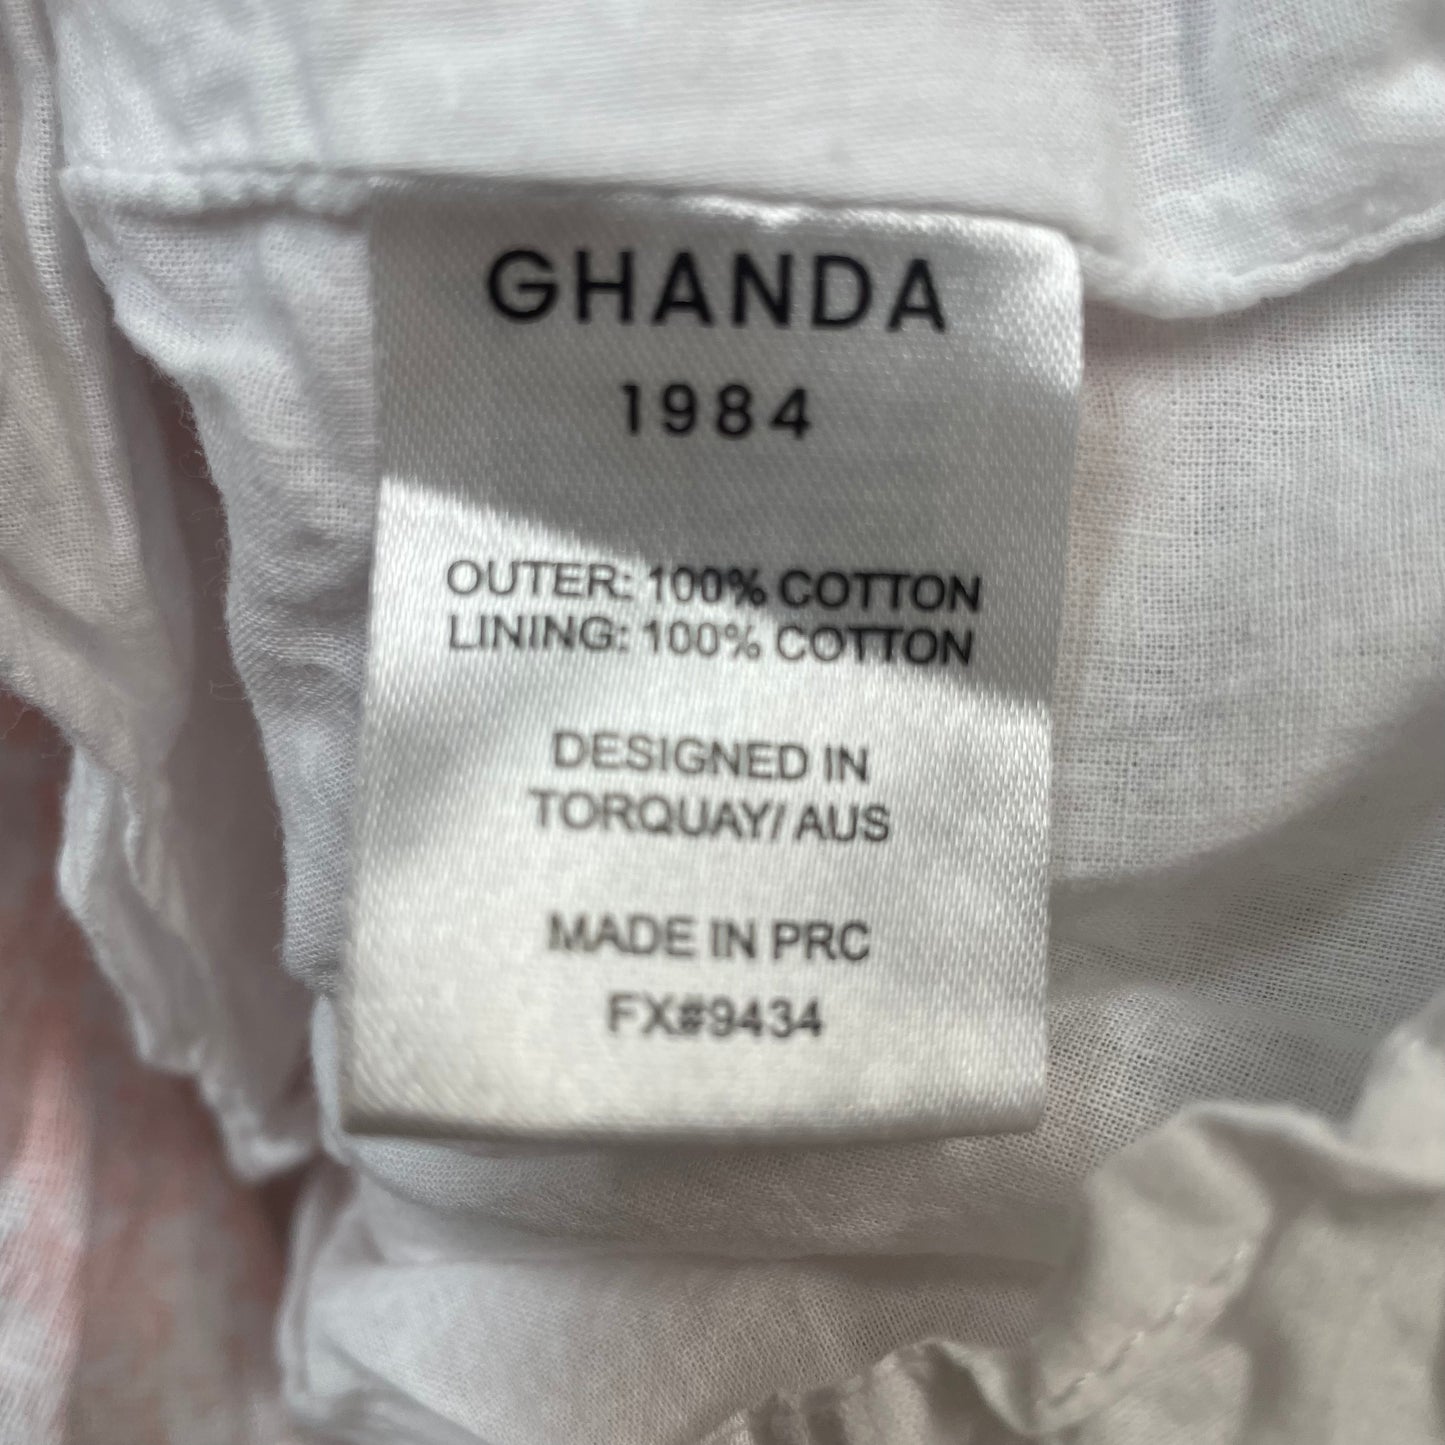 GHANDA
1984
OUTER: 100% COTTON
LINING: 100% COTTON
DESIGNED IN
TORQUAY/ AUS
MADE IN PRC
FX#9434